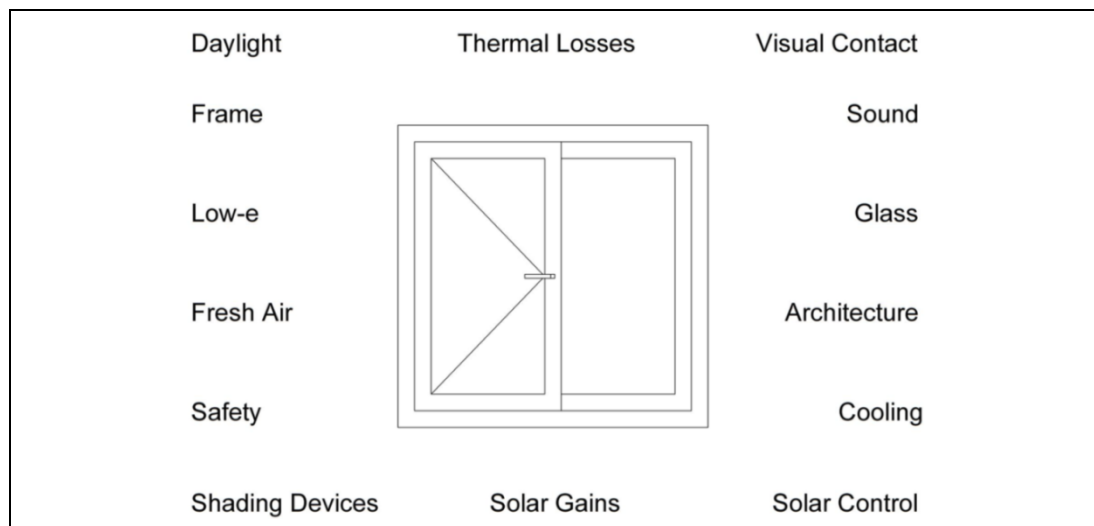 Daylight Thermal Losses Visual Contact
Frame Sound
Low-e Glass
Fresh Air Architecture
Safety Cooling
Shading Devices Solar Gains Solar Control